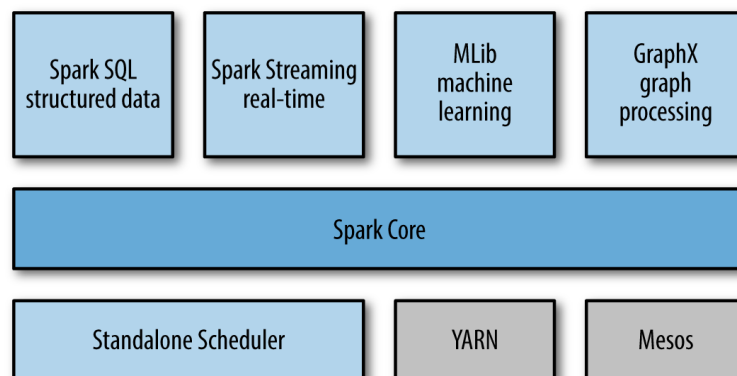 Spark SQL
structured data
Spark Streaming
real-time
MLib
machine
learning
GraphX
graph
processing
Spark Core
Standalone Scheduler
YARN
Mesos